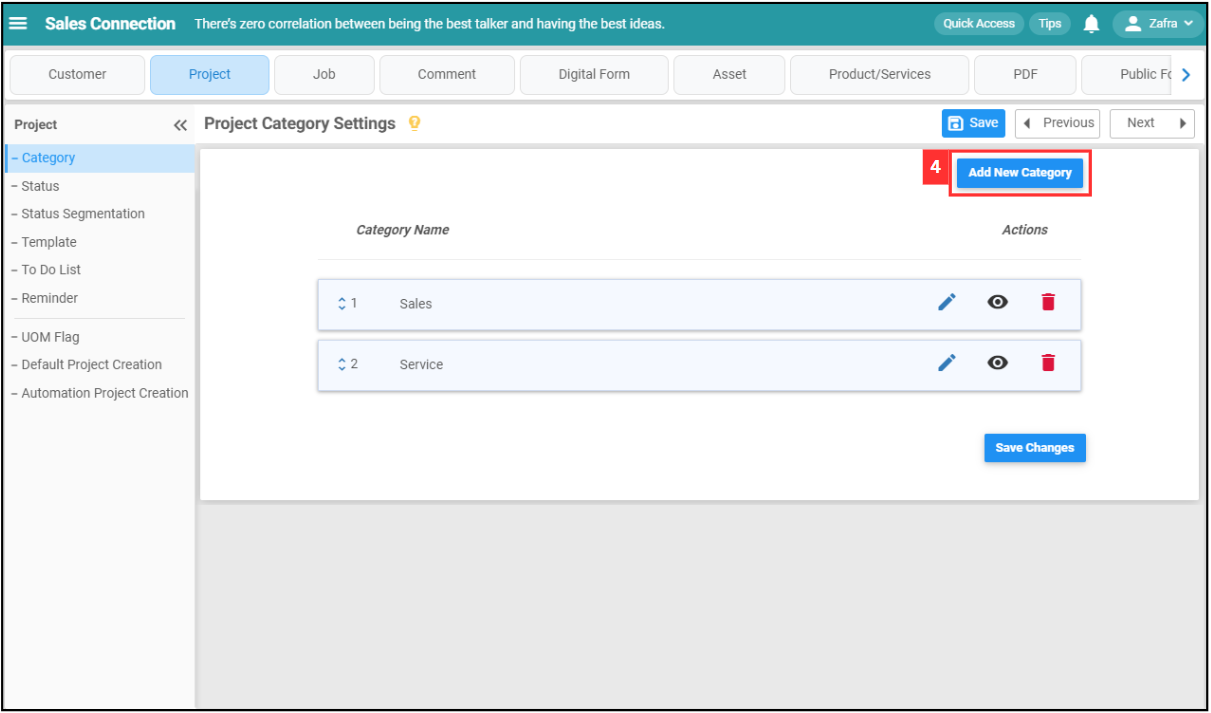 Sales Connection There's zero correlation between being the best talker and having the best ideas. Quick Access Tips Zafra
Customer Project Job Comment Digital Form Asset Product/Services PDF Public Fo
Project Project Category Settings Save Previous Next
– Category
4 Add New Category
– Status
– Status Segmentation
Category Name Actions
– Template
– To Do List
– Reminder
1 Sales
– UOM Flag
2 Service
– Default Project Creation
– Automation Project Creation
Save Changes